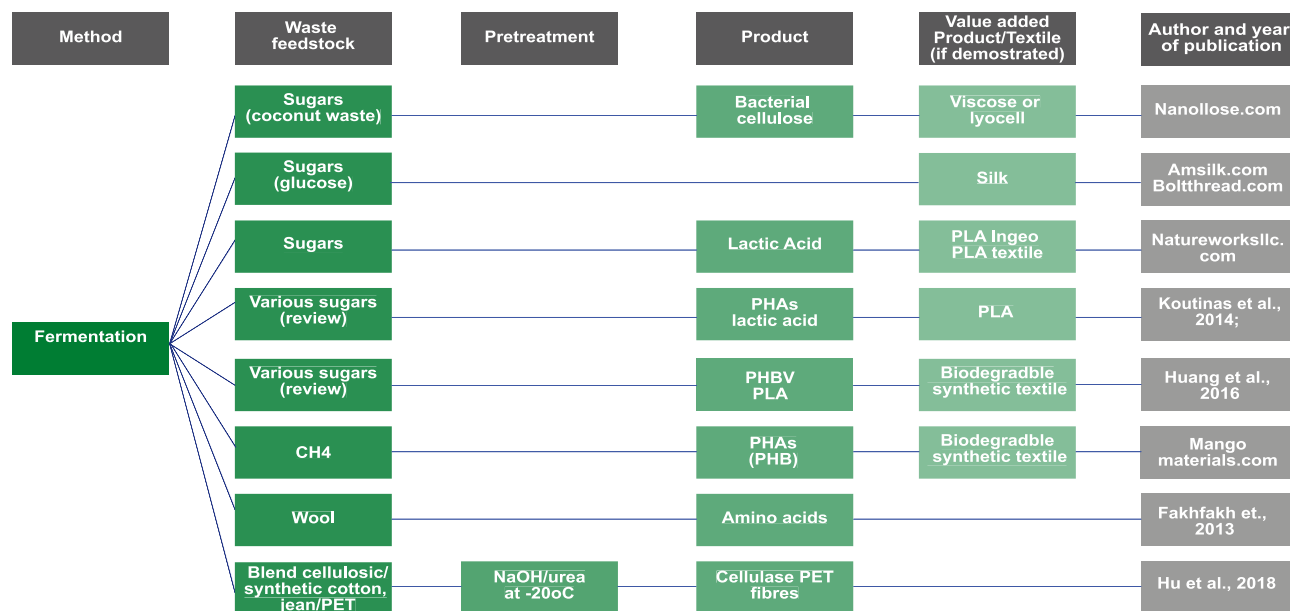 Method
Waste
feedstock
Pretreatment
Product
Value added
Product/Textile
(if demostrated)
Author and year
of publication
Fermentation
Sugars
(coconut waste)
Bacterial
cellulose
Viscose or
lyocell
Nanollose.com
Sugars
(glucose)
Silk
Amsilk.com
Boltthread.com
Sugars
Lactic Acid
PLA Ingeo
PLA textile
Natureworksllc.
com
Various sugars
(review)
PHAs
lactic acid
PLA
Koutinas et al.,
2014;
Various sugars
(review)
PHBV
PLA
Biodegradble
synthetic textile
Huang et al.,
2016
CH4
PHAs
(PHB)
Biodegradble
synthetic textile
Mango
materials.com
Wool
Amino acids
Fakhfakh et.,
2013
Blend cellulosic/
synthetic cotton,
jean/PET
NaOH/urea
at -20oC
Cellulase PET
fibres
Hu et al., 2018